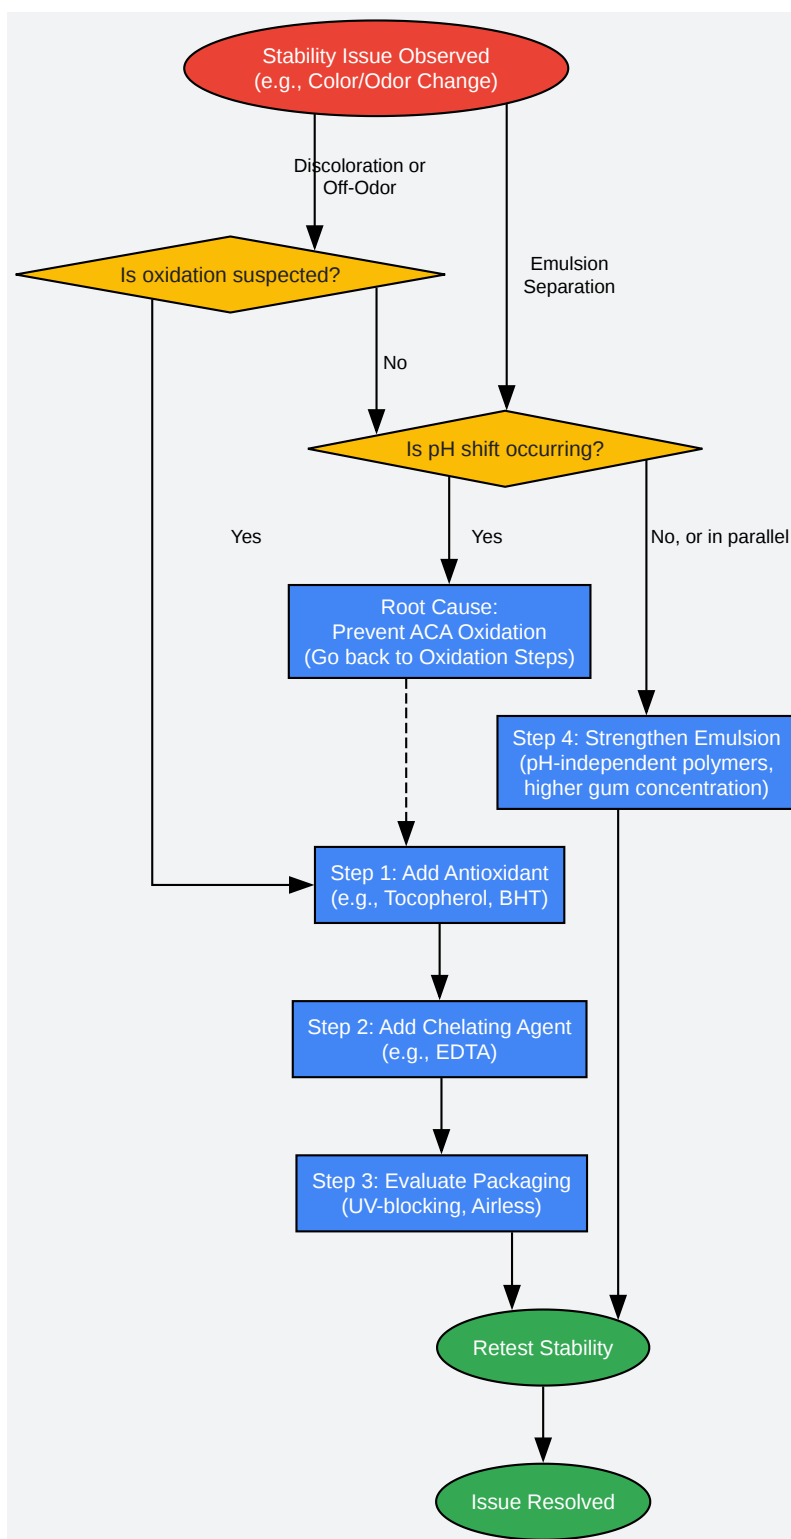 Stability Issue Observed
(e.g., Color/Odor Change)
Discoloration or
Off-Odor
Is oxidation suspected?
Emulsion
Separation
No
Is pH shift occurring?
Yes
Yes
No, or in parallel
Root Cause:
Prevent ACA Oxidation
(Go back to Oxidation Steps)
Step 4: Strengthen Emulsion
(pH-independent polymers,
higher gum concentration)
Step 1: Add Antioxidant
(e.g., Tocopherol, BHT)
Step 2: Add Chelating Agent
(e.g., EDTA)
Step 3: Evaluate Packaging
(UV-blocking, Airless)
Retest Stability
Issue Resolved